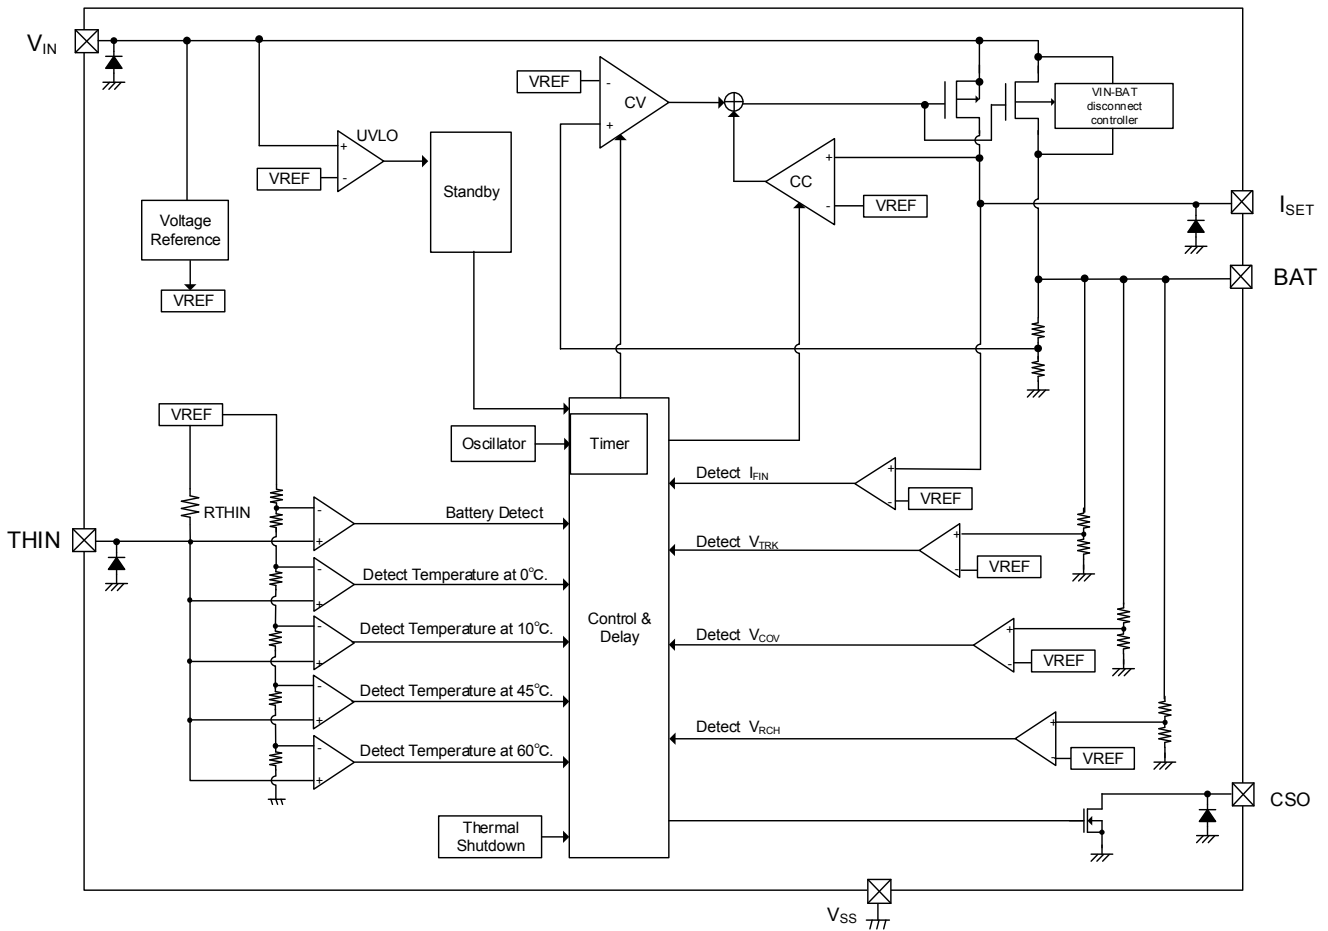 VIN
VREF
-
CV
+
VIN-BAT
disconnect
controller
UVLO
+
-
VREF
Standby
+
CC
-
VREF
ISET
Voltage
Reference
VREF
BAT
VREF
Oscillator
Timer
Detect IFIN
+
-
VREF
RTHIN
-
+
Battery Detect
THIN
Detect VTRK
+
-
VREF
-
+
Detect Temperature at 0°C.
Control &
Delay
-
+
Detect Temperature at 10°C.
Detect VCOV
+
-
VREF
-
+
Detect Temperature at 45°C.
Detect VRCH
+
-
VREF
-
+
Detect Temperature at 60°C.
CSO
Thermal
Shutdown
VSS